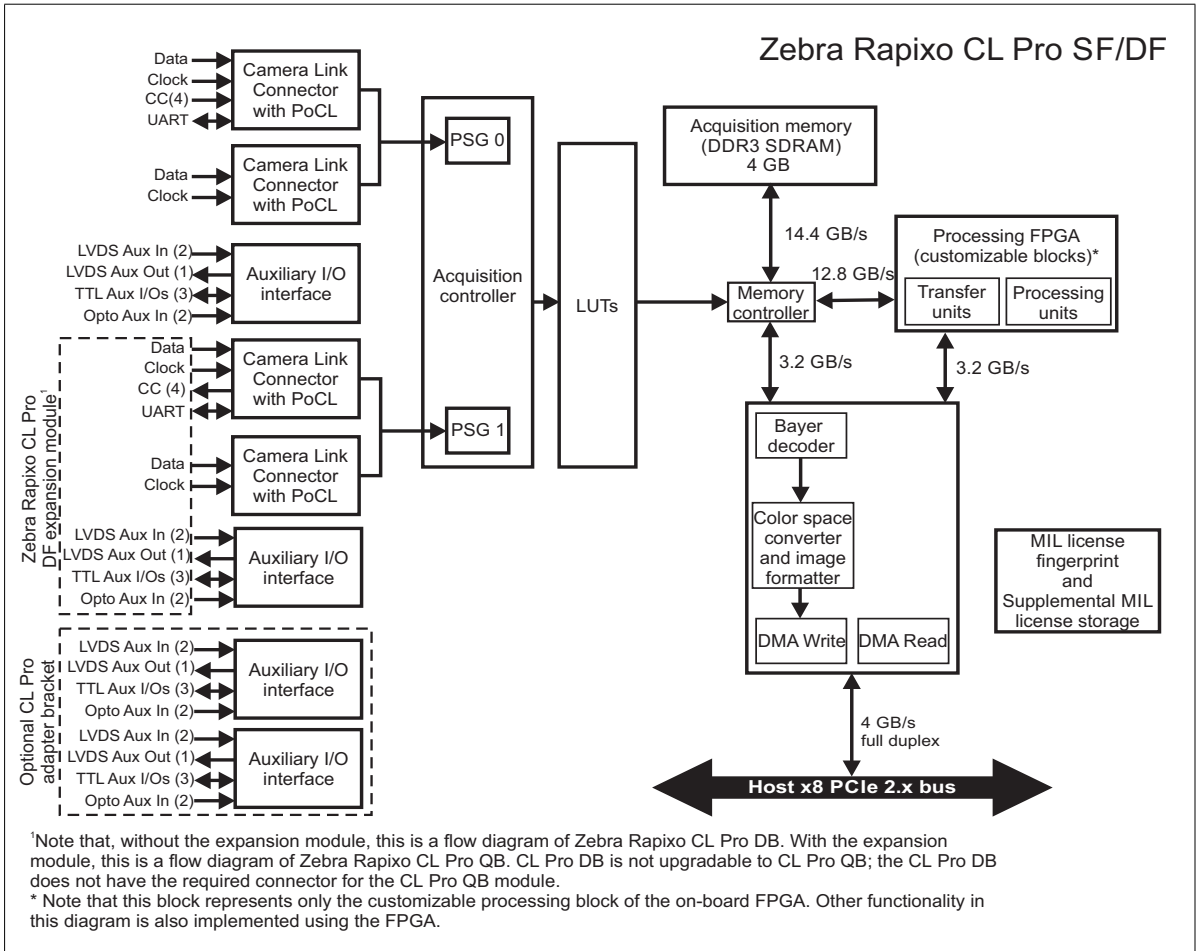 Zebra Rapixo CL Pro SF/DF
Data
Clock
CC(4)
UART
Camera Link
Connector
with PoCL
Data
Clock
Camera Link
Connector
with PoCL
LVDS Aux In (2)
LVDS Aux Out (1)
TTL Aux I/Os (3)
Opto Aux In (2)
Auxiliary I/O
interface
Zebra Rapixo CL Pro
DF expansion module¹
Data
Clock
CC (4)
UART
Camera Link
Connector
with PoCL
Data
Clock
Camera Link
Connector
with PoCL
LVDS Aux In (2)
LVDS Aux Out (1)
TTL Aux I/Os (3)
Opto Aux In (2)
Auxiliary I/O
interface
Optional CL Pro
adapter bracket
LVDS Aux In (2)
LVDS Aux Out (1)
TTL Aux I/Os (3)
Opto Aux In (2)
Auxiliary I/O
interface
LVDS Aux In (2)
LVDS Aux Out (1)
TTL Aux I/Os (3)
Opto Aux In (2)
Auxiliary I/O
interface
PSG 0
Acquisition
controller
PSG 1
LUTs
Acquisition memory
(DDR3 SDRAM)
4 GB
14.4 GB/s
Memory
controller
12.8 GB/s
Processing FPGA
(customizable blocks)*
Transfer
units
Processing
units
3.2 GB/s
3.2 GB/s
Bayer
decoder
Color space
converter
and image
formatter
DMA Write
DMA Read
MIL license
fingerprint
and
Supplemental MIL
license storage
4 GB/s
full duplex
Host x8 PCIe 2.x bus
¹Note that, without the expansion module, this is a flow diagram of Zebra Rapixo CL Pro DB. With the expansion
module, this is a flow diagram of Zebra Rapixo CL Pro QB. CL Pro DB is not upgradable to CL Pro QB; the CL Pro DB
does not have the required connector for the CL Pro QB module.
* Note that this block represents only the customizable processing block of the on-board FPGA. Other functionality in
this diagram is also implemented using the FPGA.